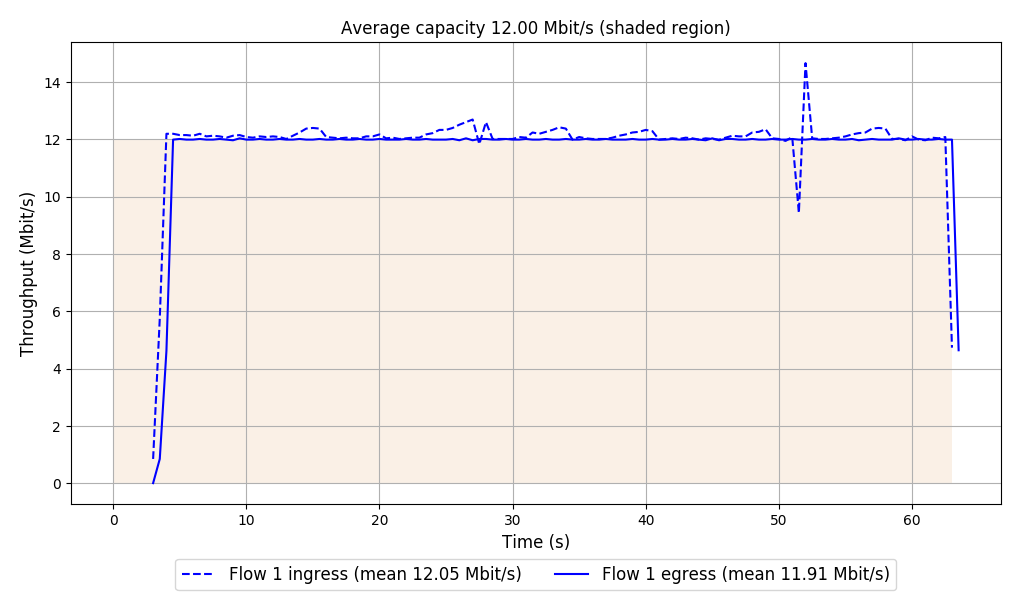 Average capacity 12.00 Mbit/s (shaded region)
14
12
10
8
6
4
2
0
Throughput (Mbit/s)
0 10 20 30 40 50 60
Time (s)
Flow 1 ingress (mean 12.05 Mbit/s) Flow 1 egress (mean 11.91 Mbit/s)